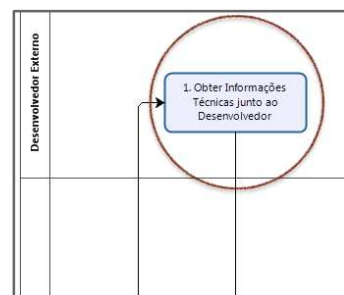 Desenvolvedor Externo
1. Obter Informações
Técnicas junto ao
Desenvolvedor